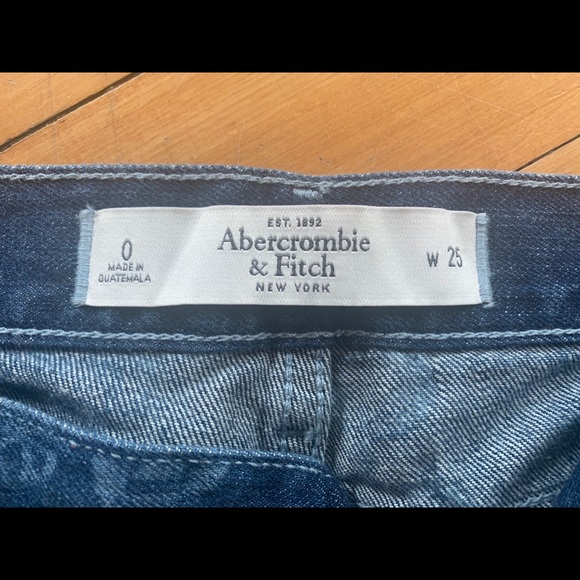 0
MADE IN
GUATEMALA
EST. 1892
Abercrombie
& Fitch
NEW YORK
W 25